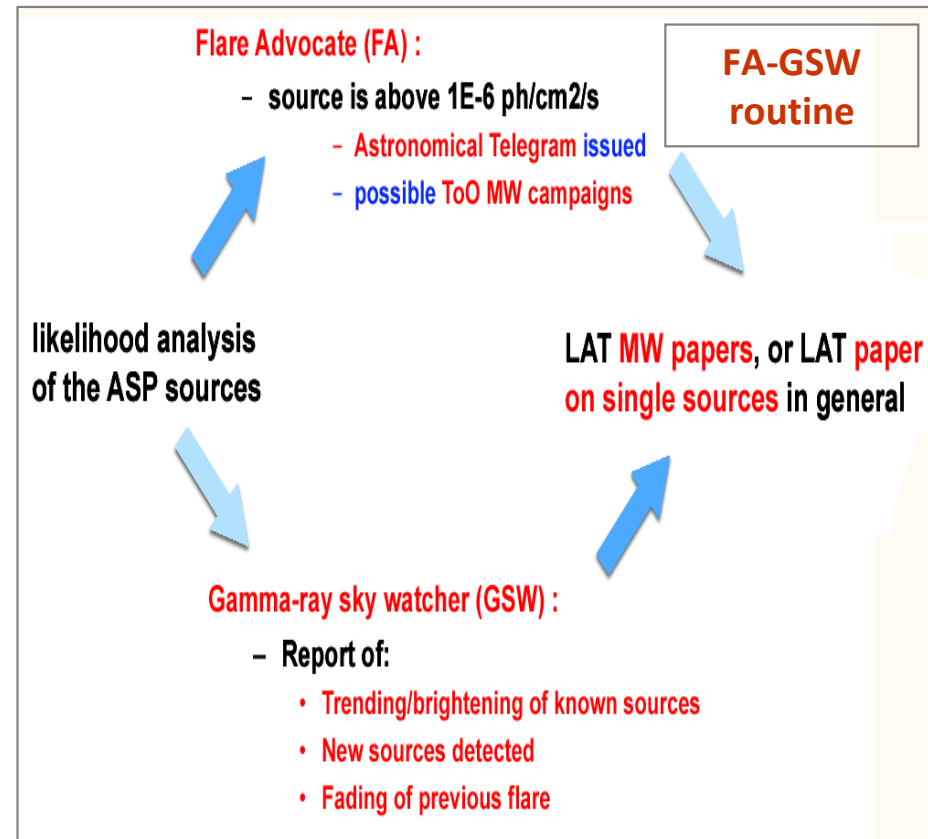 Flare Advocate (FA) :
FA-GSW
routine
– source is above 1E-6 ph/cm2/s
– Astronomical Telegram issued
– possible ToO MW campaigns
likelihood analysis
of the ASP sources
LAT MW papers, or LAT paper
on single sources in general
Gamma-ray sky watcher (GSW) :
– Report of:
• Trending/brightening of known sources
• New sources detected
• Fading of previous flare